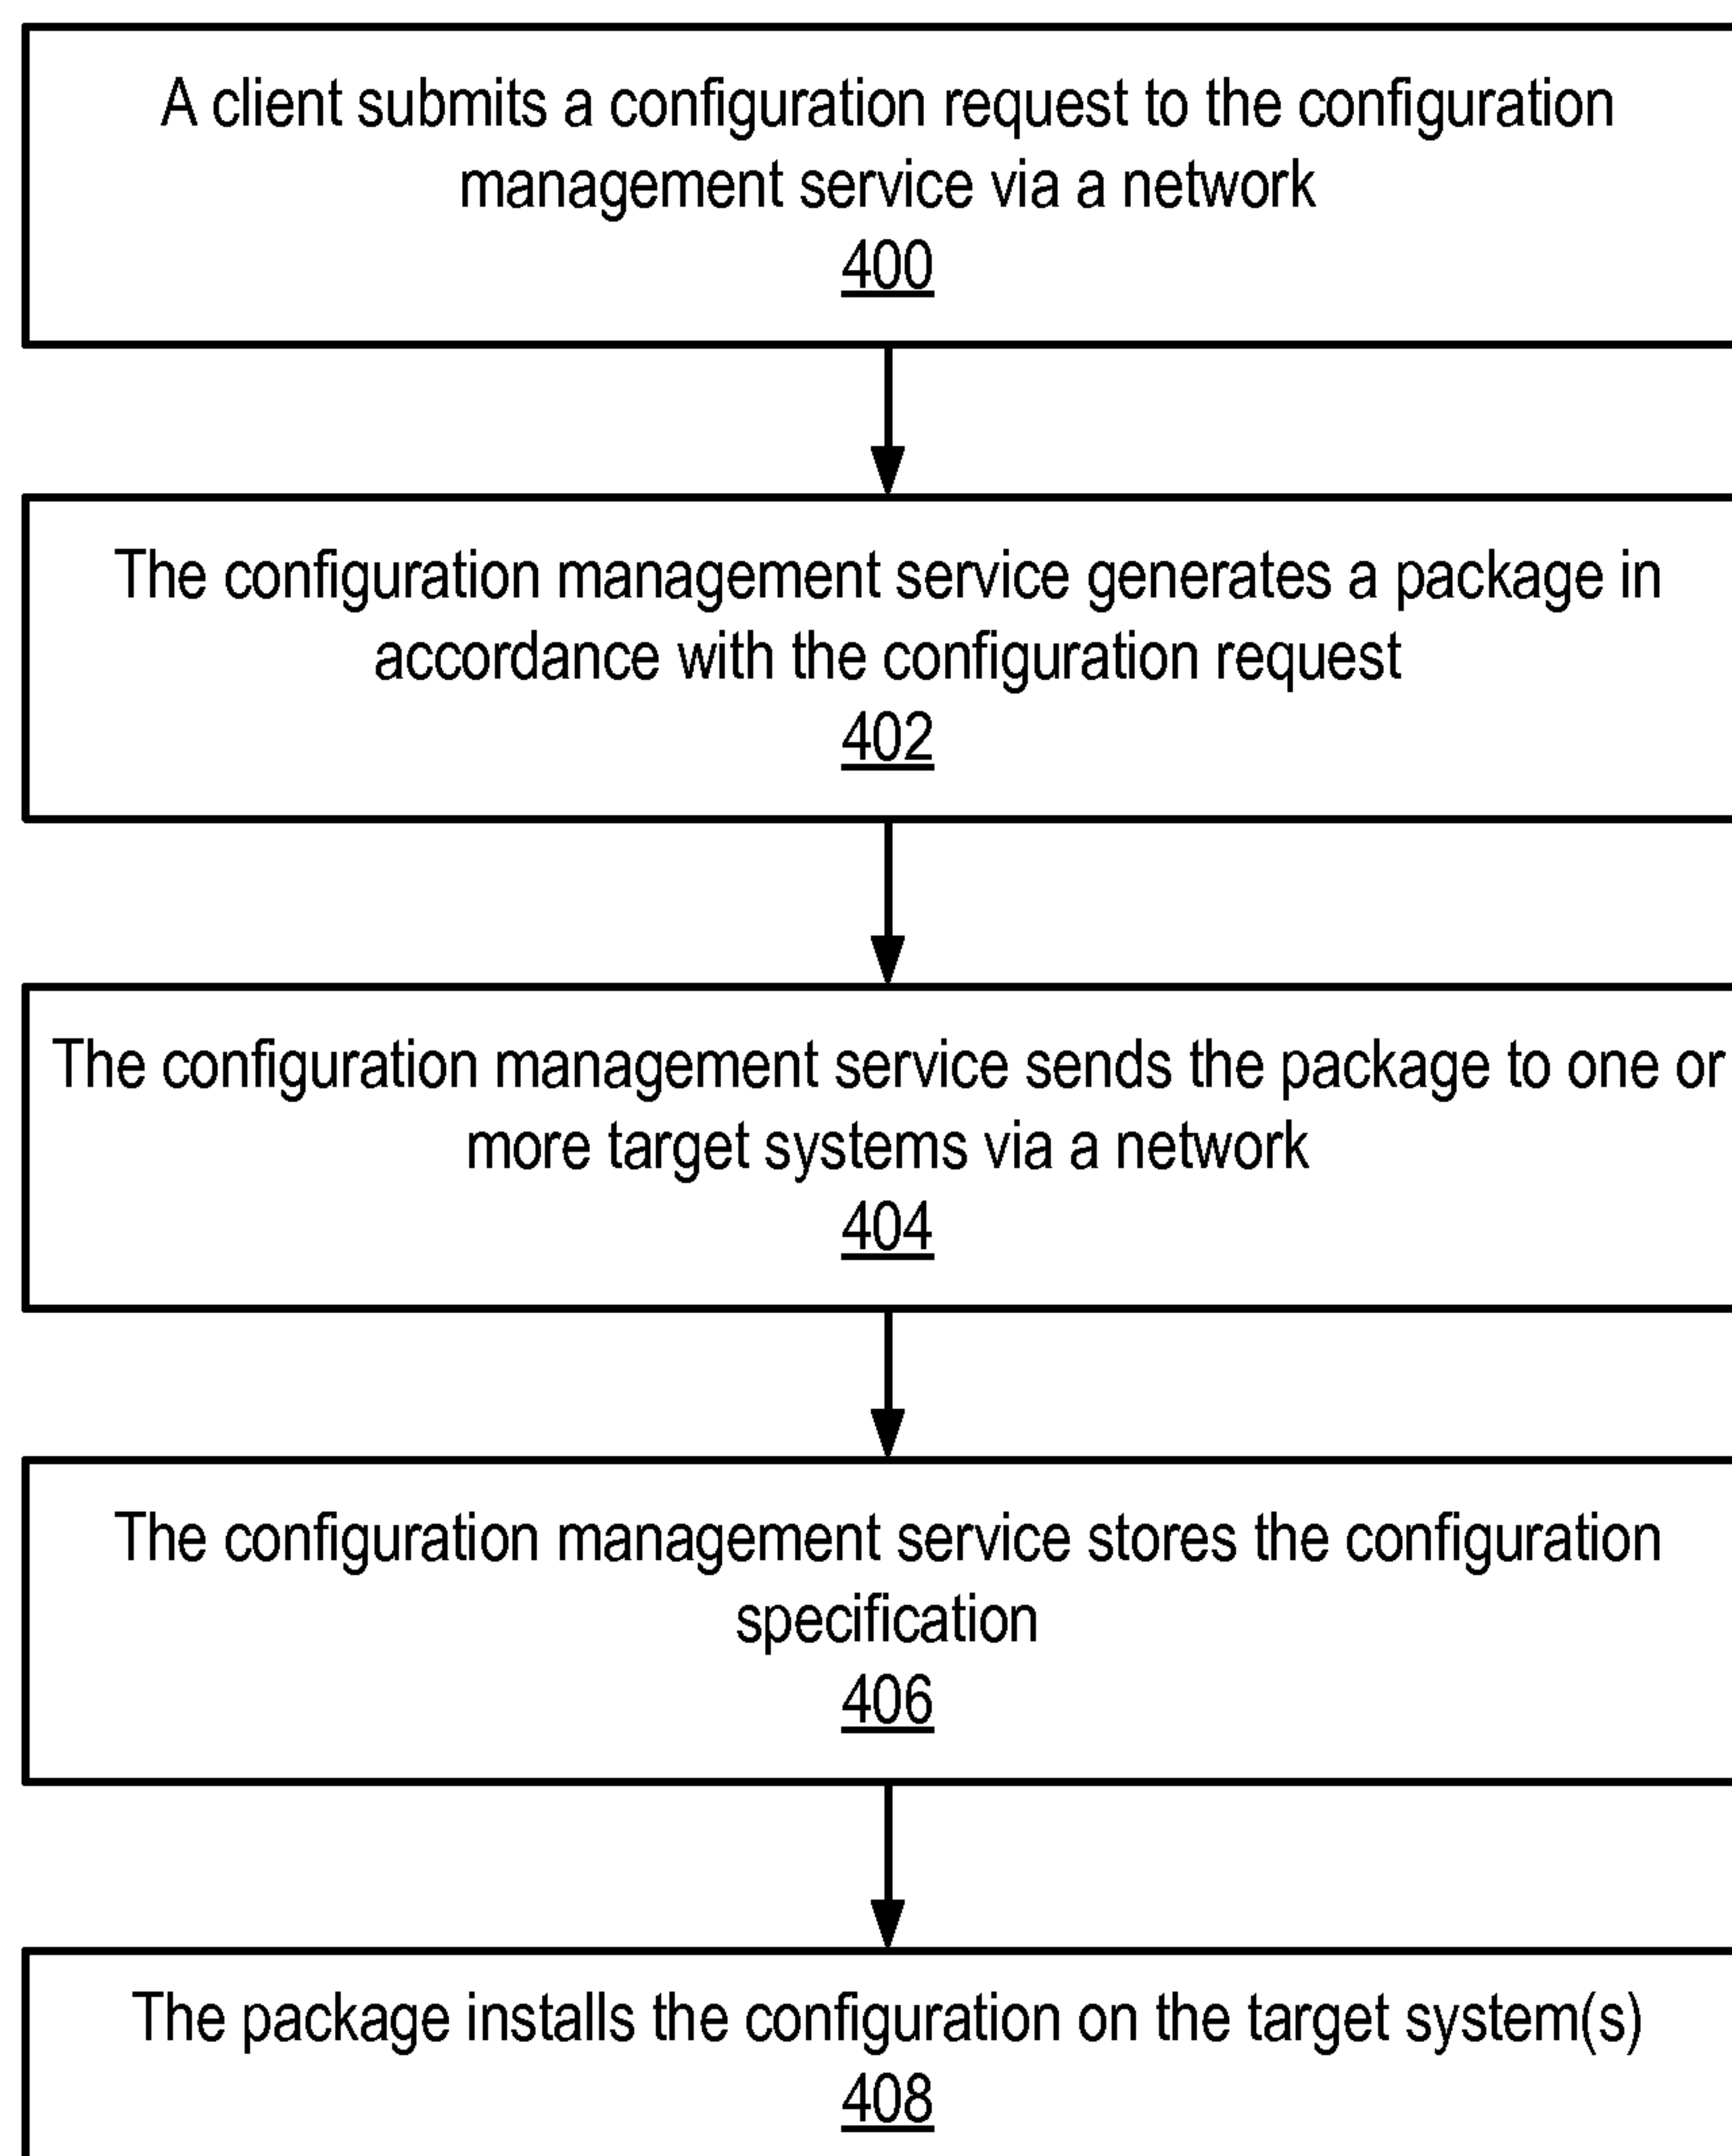 A client submits a configuration request to the configuration
management service via a network
400
The configuration management service generates a package in
accordance with the configuration request
402
The configuration management service sends the package to one or
more target systems via a network
404
The configuration management service stores the configuration
specification
406
The package installs the configuration on the target system(s)
408